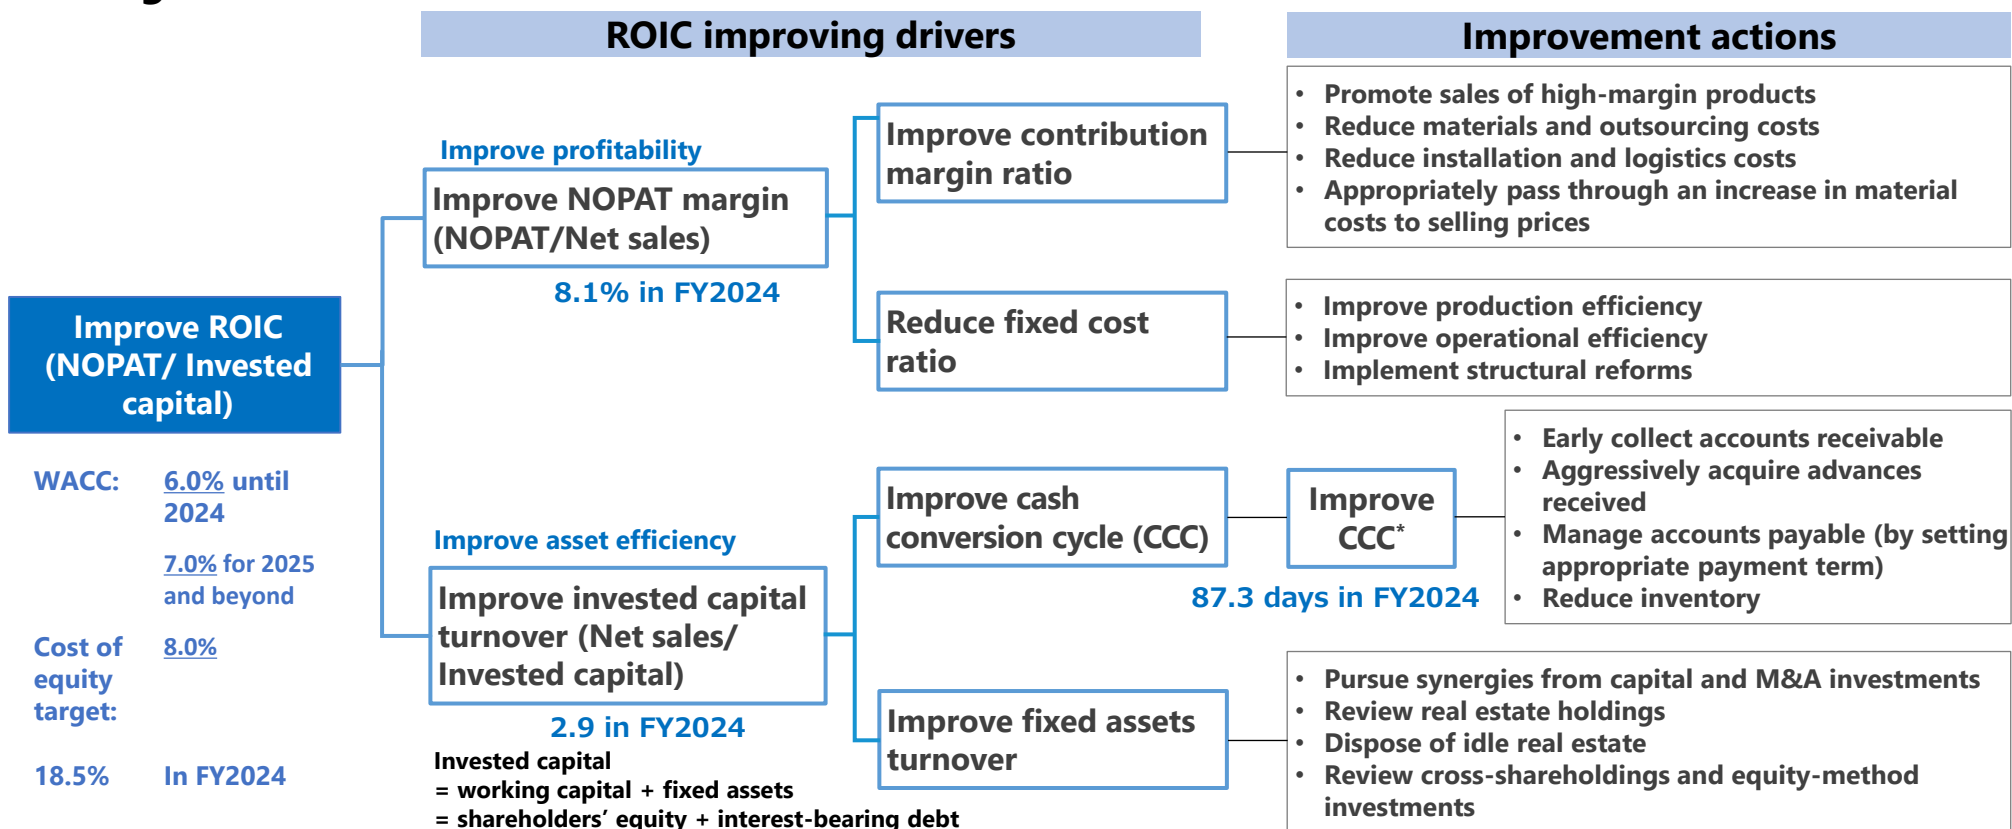 ROIC improving drivers
Improvement actions
Improve ROIC
(NOPAT/ Invested
capital)
WACC: 6.0% until
2024
7.0% for 2025
and beyond
Cost of 8.0%
equity
target:
18.5% In FY2024
Improve profitability
Improve NOPAT margin
(NOPAT/Net sales)
8.1% in FY2024
Improve asset efficiency
Improve invested capital
turnover (Net sales/
Invested capital)
2.9 in FY2024
Invested capital
= working capital + fixed assets
= shareholders’ equity + interest-bearing debt
Improve contribution
margin ratio
Reduce fixed cost
ratio
Improve cash
conversion cycle (CCC)
Improve fixed assets
turnover
• Promote sales of high-margin products
• Reduce materials and outsourcing costs
• Reduce installation and logistics costs
• Appropriately pass through an increase in material
costs to selling prices
• Improve production efficiency
• Improve operational efficiency
• Implement structural reforms
Improve
CCC*
87.3 days in FY2024
• Early collect accounts receivable
• Aggressively acquire advances
received
• Manage accounts payable (by setting
appropriate payment term)
• Reduce inventory
• Pursue synergies from capital and M&A investments
• Review real estate holdings
• Dispose of idle real estate
• Review cross-shareholdings and equity-method
investments